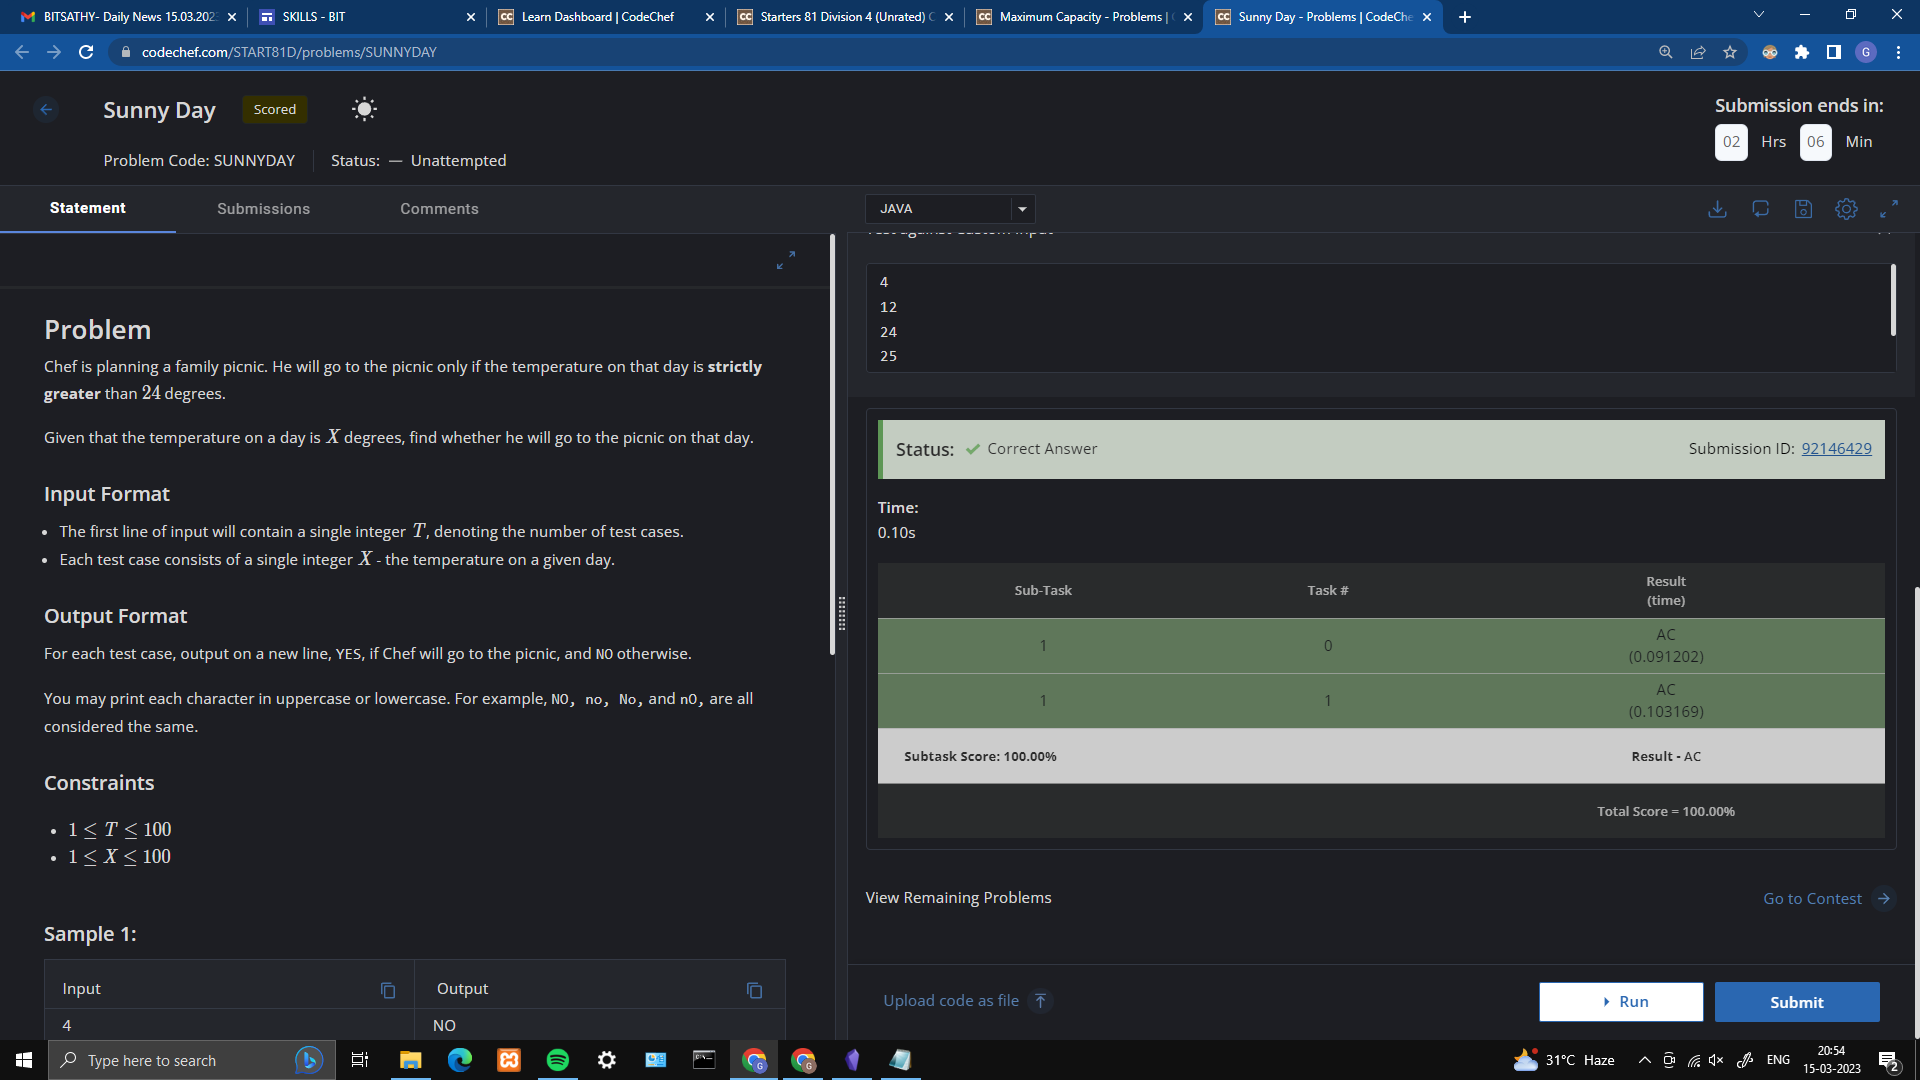 BITSATHY- Daily News 15.03.202
SKILLS - BIT
Learn Dashboard | CodeChef
Starters 81 Division 4 (Unrated)
Maximum Capacity - Problems |
Sunny Day - Problems | CodeChe
codechef.com/START81D/problems/SUNNYDAY
G
Sunny Day
Scored
Submission ends in:
02 Hrs 06 Min
Problem Code: SUNNYDAY
Status: — Unattempted
Statement
Submissions
Comments
JAVA
Problem
Chef is planning a family picnic. He will go to the picnic only if the temperature on that day is strictly
greater than 24 degrees.
Given that the temperature on a day is X degrees, find whether he will go to the picnic on that day.
Input Format
• The first line of input will contain a single integer T, denoting the number of test cases.
• Each test case consists of a single integer X - the temperature on a given day.
Output Format
For each test case, output on a new line, YES, if Chef will go to the picnic, and NO otherwise.
You may print each character in uppercase or lowercase. For example, NO, no, No, and nO, are all
considered the same.
Constraints
• 1 ≤ T ≤ 100
• 1 ≤ X ≤ 100
Sample 1:
Input
Output
4
NO
4
12
24
25
Status: Correct Answer
Submission ID: 92146429
Time:
0.10s
Sub-Task
Task #
Result
(time)
1
0
AC
(0.091202)
1
1
AC
(0.103169)
Subtask Score: 100.00%
Result - AC
Total Score = 100.00%
View Remaining Problems
Go to Contest
Upload code as file
Run
Submit
Type here to search
31°C Haze
ENG
20:54
15-03-2023
2